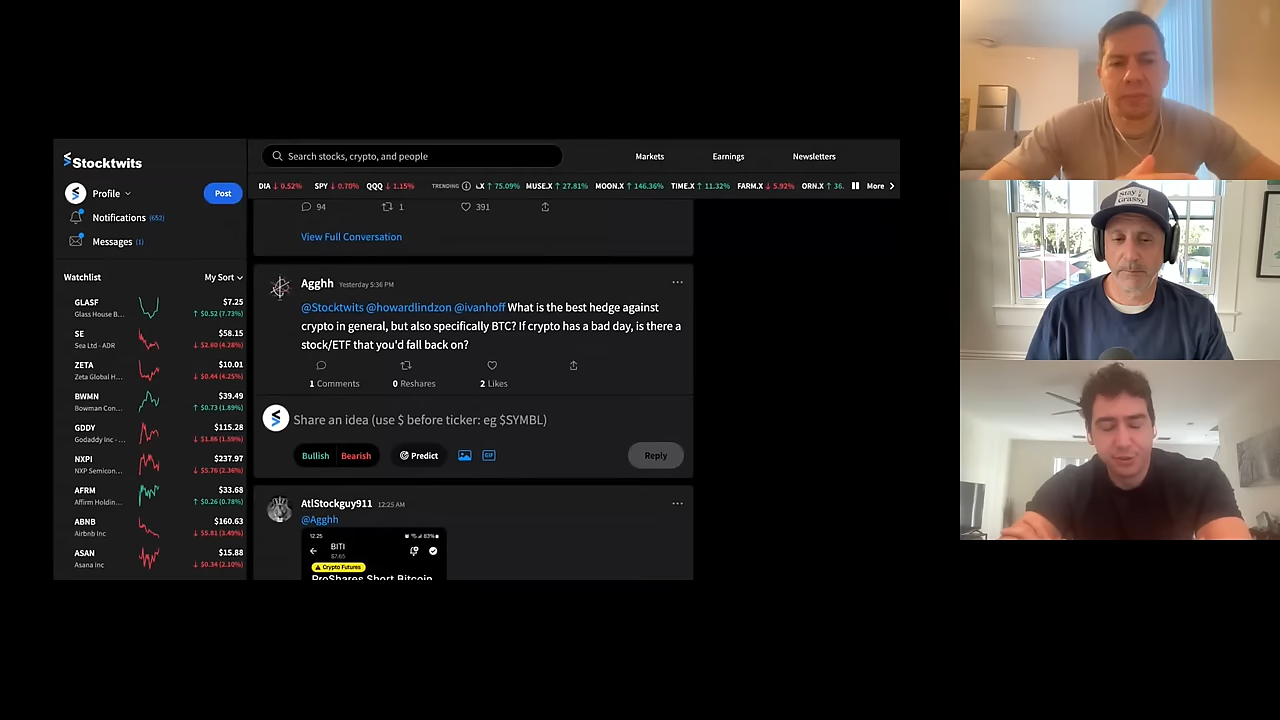 Stocktwits
Search stocks, crypto, and people
Markets
Earnings
Newsletters
DIA ↓ 0.52% SPY ↓ 0.70% QQQ ↓ 1.15% TRENDING LX ↑ 75.09% MUSE.X ↑ 27.81% MOON.X ↑ 146.36% TIME.X ↑ 11.32% FARM.X ↓ 5.92% ORN.X ↑ 36. More
Profile
Post
Notifications (652)
Messages (1)
Watchlist
My Sort
GLASF $7.25
Glass House B... ↑ $0.52 (7.73%)
SE $58.15
Sea Ltd - ADR ↓ $2.60 (4.28%)
ZETA $10.01
Zeta Global H... ↓ $0.44 (4.25%)
BWMN $39.49
Bowman Con... ↑ $0.73 (1.89%)
GDDY $115.28
Godaddy Inc - ... ↓ $1.86 (1.59%)
NXPI $237.97
NXP Semicon... ↓ $5.76 (2.36%)
AFRM $33.68
Affirm Holdin... ↑ $0.26 (0.78%)
ABNB $160.63
Airbnb Inc ↓ $5.81 (3.49%)
ASAN $15.88
Asana Inc ↓ $0.34 (2.10%)
94 1 391
View Full Conversation
Agghh Yesterday 5:36 PM
@Stocktwits @howardlindzon @ivanhoff What is the best hedge against
crypto in general, but also specifically BTC? If crypto has a bad day, is there a
stock/ETF that you'd fall back on?
1 Comments
0 Reshares
2 Likes
Share an idea (use $ before ticker: eg $SYMBL)
Bullish
Bearish
Predict
GIF
Reply
AtlStockguy911 12:25 AM
@Agghh
12:25 83%
BITI
$7.65
Crypto Futures
ProShares Short Bitcoin
Stay
Grassy